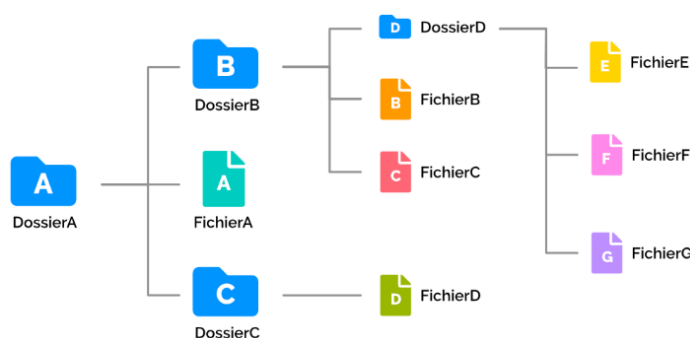 A
DossierA
B
DossierB
A
FichierA
C
DossierC
D
DossierD
B
FichierB
C
FichierC
D
FichierD
E
FichierE
F
FichierF
G
FichierG